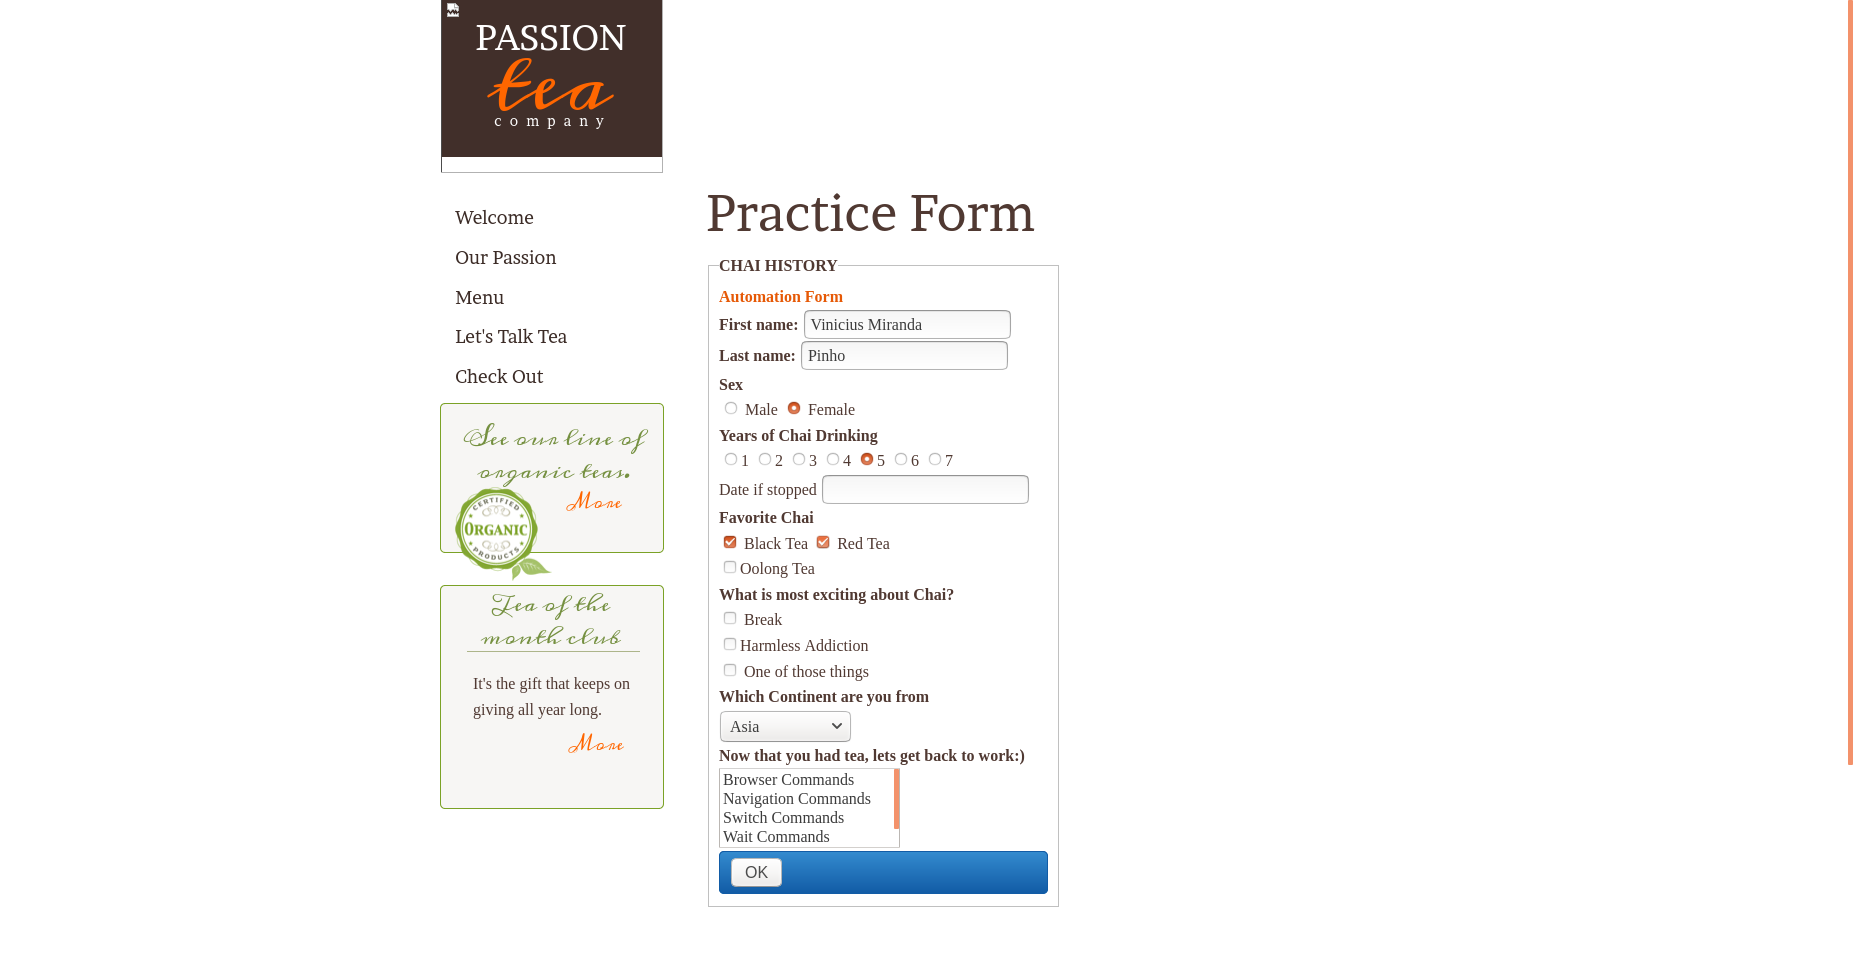 PASSION
tea
company
Welcome
Our Passion
Menu
Let's Talk Tea
Check Out
See our line of
organic teas.
More
CERTIFIED
ORGANIC
PRODUCTS
Tea of the
month club
It's the gift that keeps on
giving all year long.
More
Practice Form
CHAI HISTORY
Automation Form
First name: Vinicius Miranda
Last name: Pinho
Sex
Male Female
Years of Chai Drinking
1 2 3 4 5 6 7
Date if stopped
Favorite Chai
Black Tea Red Tea
Oolong Tea
What is most exciting about Chai?
Break
Harmless Addiction
One of those things
Which Continent are you from
Asia
Now that you had tea, lets get back to work:)
Browser Commands
Navigation Commands
Switch Commands
Wait Commands
OK